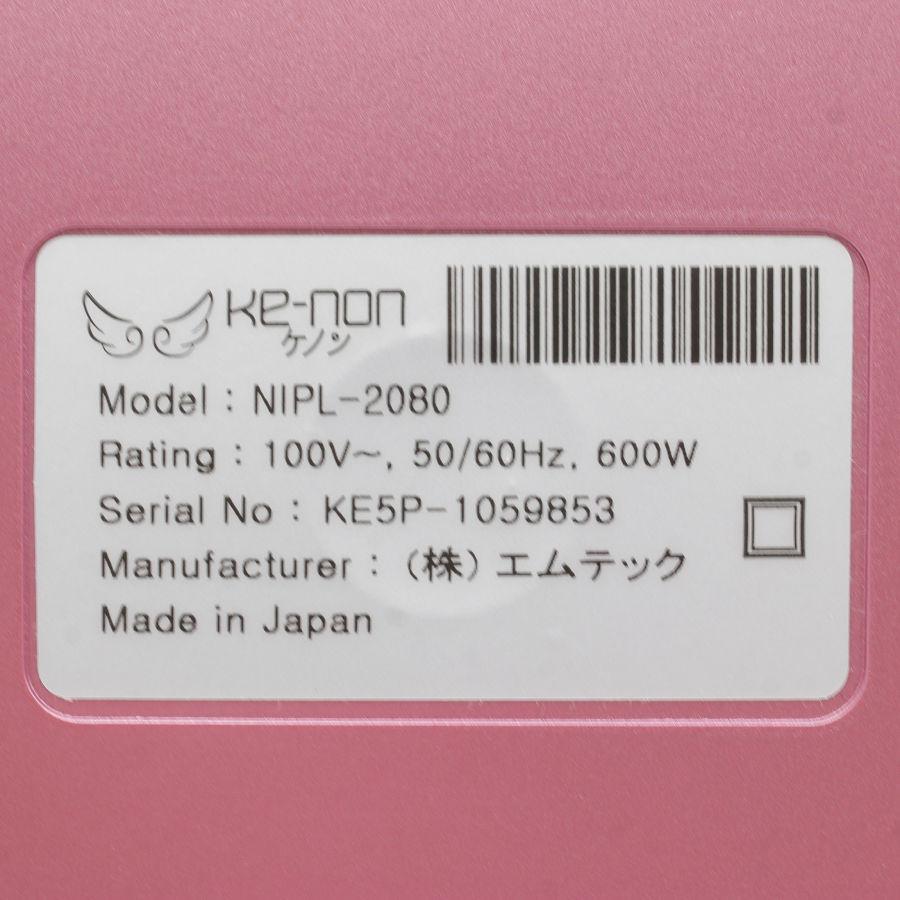 ke-non
ケノン
Model : NIPL-2080
Rating : 100V~, 50/60Hz, 600W
Serial No : KE5P-1059853
Manufacturer : (株) エムテック
Made in Japan